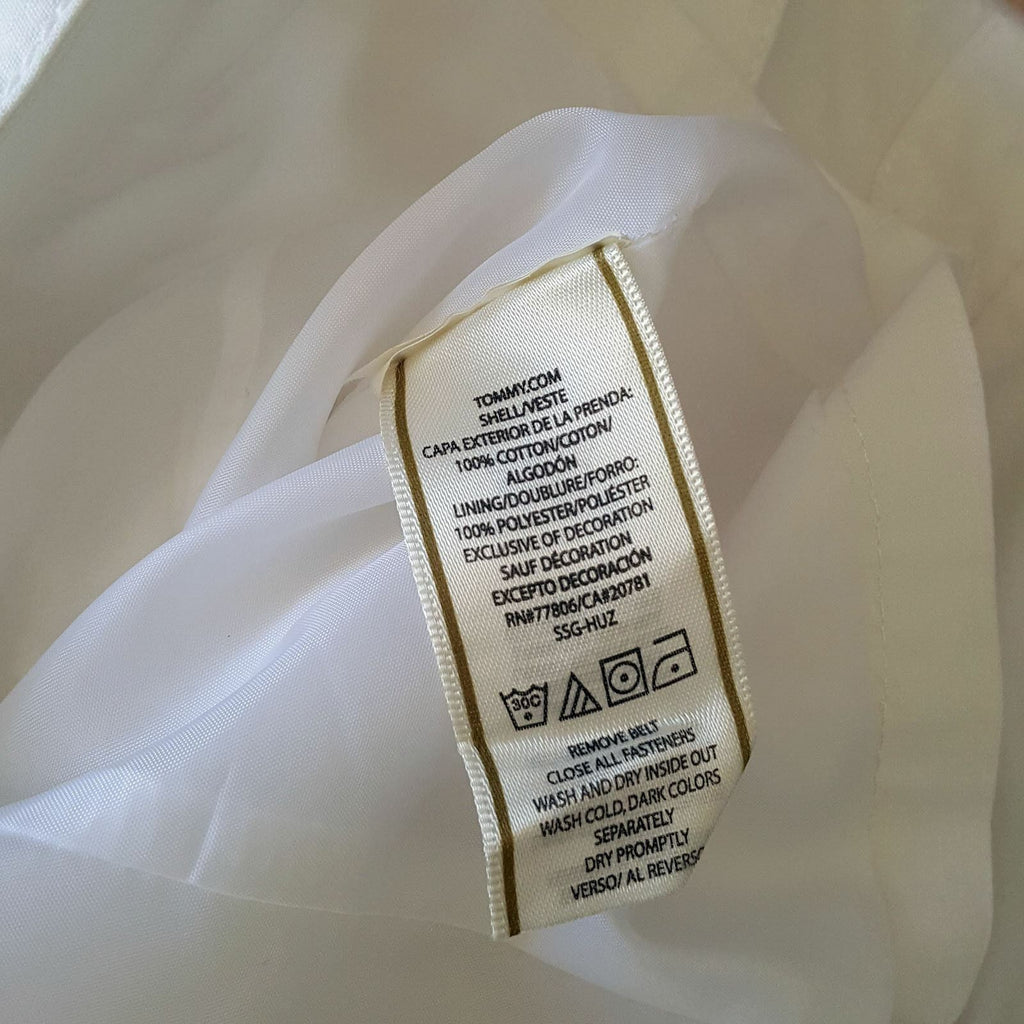 TOMMY.COM
SHELL/VESTE
CAPA EXTERIOR DE LA PRENDA:
100% COTTON/COTON/
ALGODÓN
LINING/DOUBLURE/FORRO:
100% POLYESTER/POLIÉSTER
EXCLUSIVE OF DECORATION
SAUF DÉCORATION
EXCEPTO DECORACIÓN
RN#77806/CA#20781
SSG-HUZ
30C
REMOVE BELT
CLOSE ALL FASTENERS
WASH AND DRY INSIDE OUT
WASH COLD, DARK COLORS
SEPARATELY
DRY PROMPTLY
VERSO/ AL REVERSO